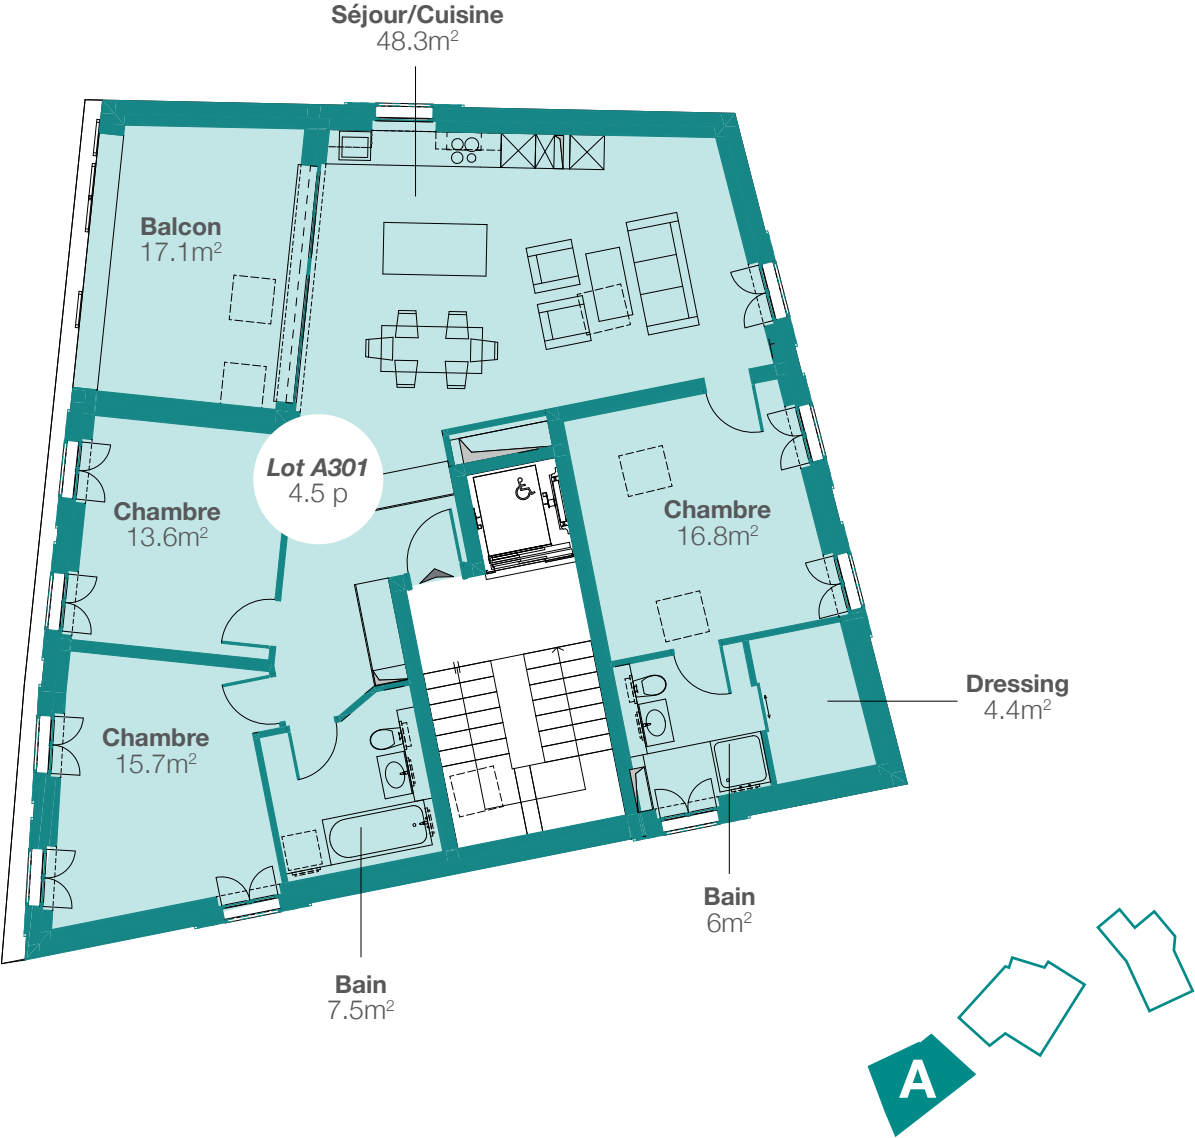 Séjour/Cuisine
48.3m²
Balcon
17.1m²
Lot A301
4.5 p
Chambre
13.6m²
Chambre
16.8m²
Dressing
4.4m²
Chambre
15.7m²
Bain
6m²
Bain
7.5m²
A